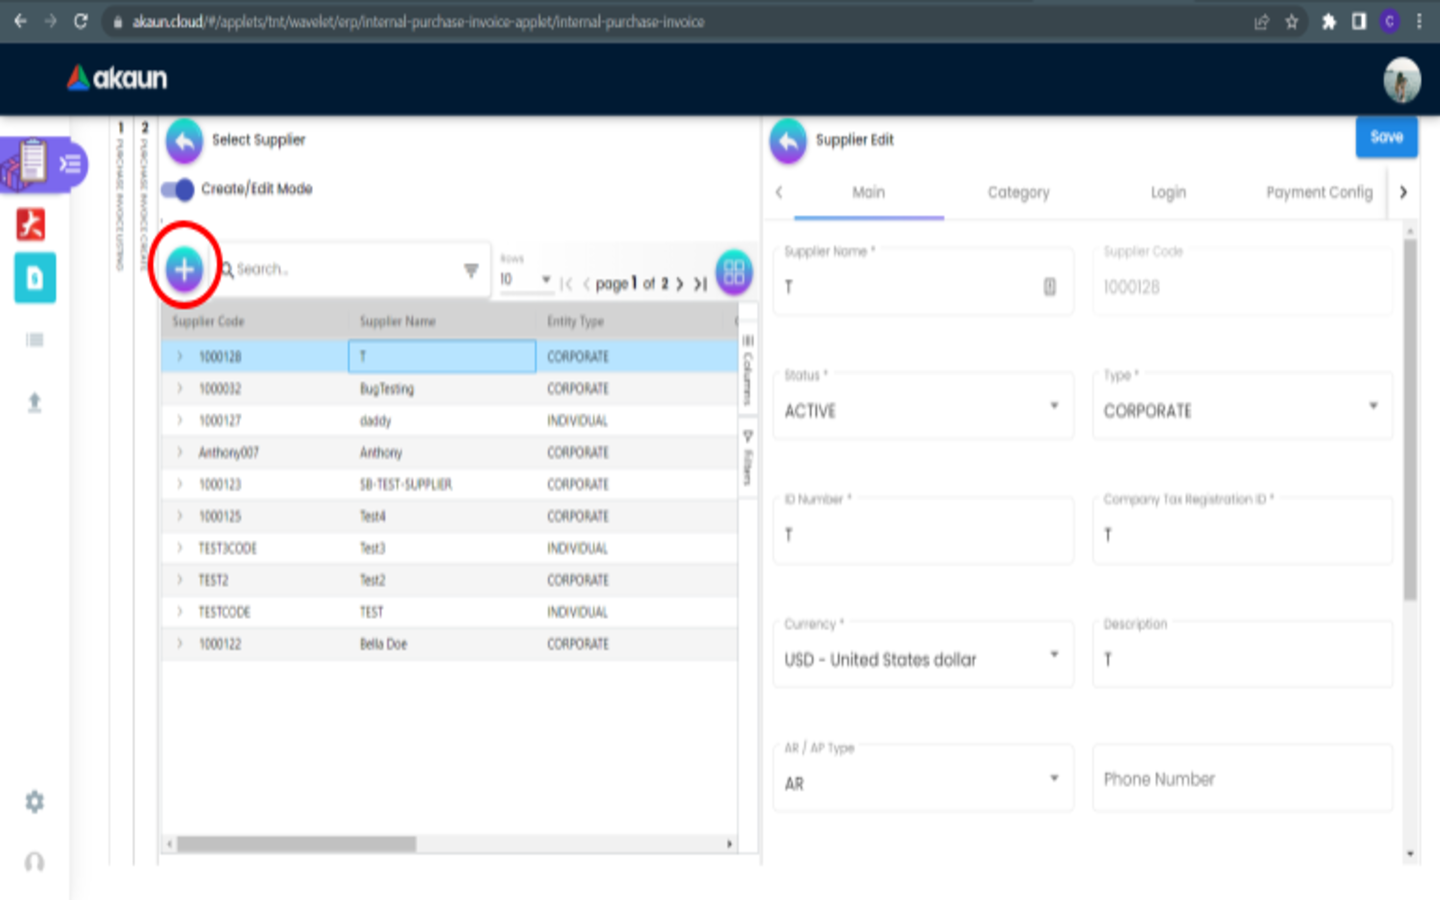 akaun.cloud/#/applets/tnt/wavelet/erp/internal-purchase-invoice-applet/internal-purchase-invoice
C
akaun
1 PURCHASE INVOICE LISTING
2 PURCHASE INVOICE CREATE
Select Supplier
Create/Edit Mode
Search..
Rows
10
page 1 of 2
Supplier Code Supplier Name Entity Type
1000128 T CORPORATE
1000032 BugTesting CORPORATE
1000127 daddy INDIVIDUAL
Anthony007 Anthony CORPORATE
1000123 SB-TEST-SUPPLIER CORPORATE
1000125 Test4 CORPORATE
TEST3CODE Test3 INDIVIDUAL
TEST2 Test2 CORPORATE
TESTCODE TEST INDIVIDUAL
1000122 Bella Doe CORPORATE
Columns
Filters
Supplier Edit
Save
Main Category Login Payment Config
Supplier Name *
T
Supplier Code
1000128
Status *
ACTIVE
Type *
CORPORATE
ID Number *
T
Company Tax Registration ID *
T
Currency *
USD - United States dollar
Description
T
AR / AP Type
AR
Phone Number